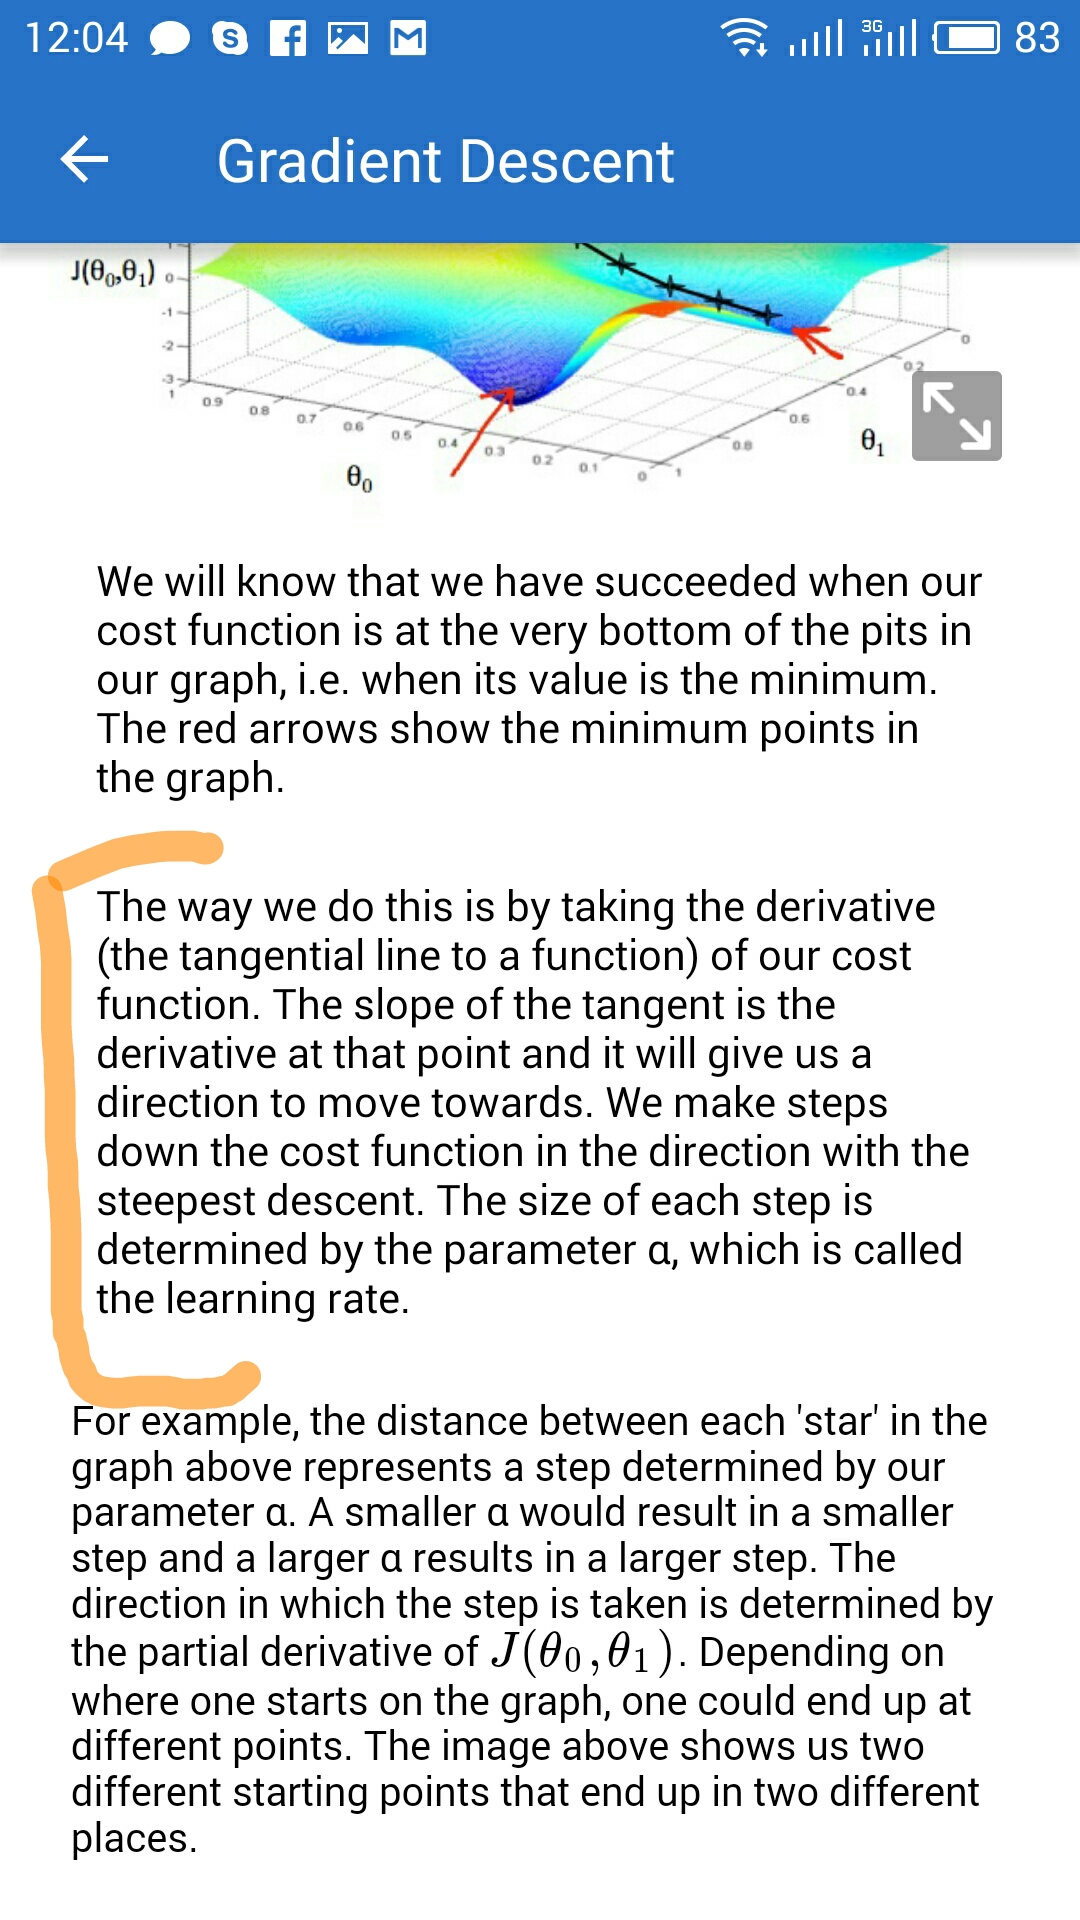 12:04 3G 83
Gradient Descent
J(θ₀,θ₁) 0
-1
-2
-3
1 0.9 0.8 0.7 0.6 0.5 0.4 0.3 0.2 0.1 0
1 0.8 0.6 0.4 0.2 0
θ₀
θ₁
We will know that we have succeeded when our
cost function is at the very bottom of the pits in
our graph, i.e. when its value is the minimum.
The red arrows show the minimum points in
the graph.
The way we do this is by taking the derivative
(the tangential line to a function) of our cost
function. The slope of the tangent is the
derivative at that point and it will give us a
direction to move towards. We make steps
down the cost function in the direction with the
steepest descent. The size of each step is
determined by the parameter α, which is called
the learning rate.
For example, the distance between each 'star' in the
graph above represents a step determined by our
parameter α. A smaller α would result in a smaller
step and a larger α results in a larger step. The
direction in which the step is taken is determined by
the partial derivative of J(θ₀,θ₁). Depending on
where one starts on the graph, one could end up at
different points. The image above shows us two
different starting points that end up in two different
places.